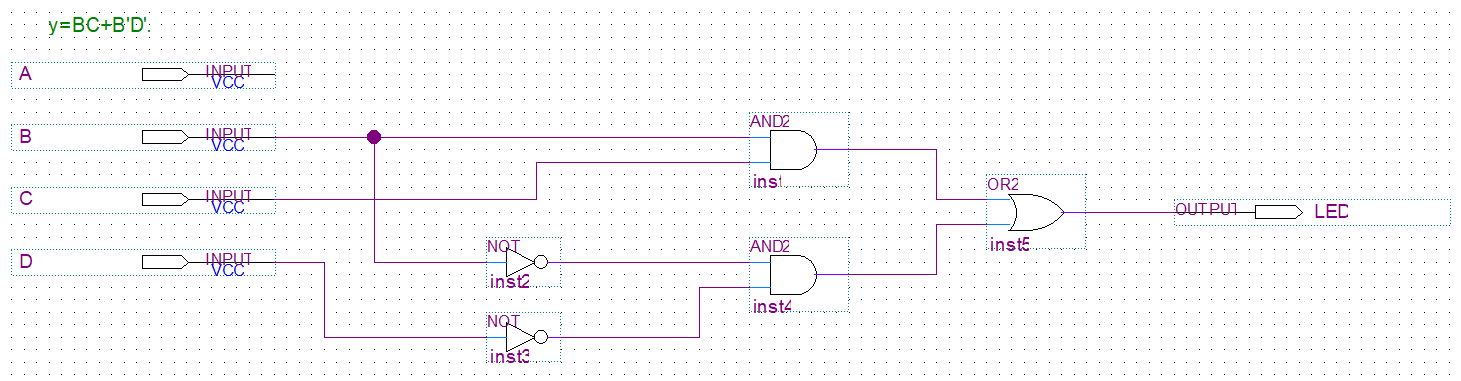 y=BC+B'D'.
A INPUT
VCC
AND2
B INPUT
VCC
inst
OR2
C INPUT
VCC
OUTPUT LED
NOT
AND2
inst5
D INPUT
VCC
inst2
inst4
NOT
inst3